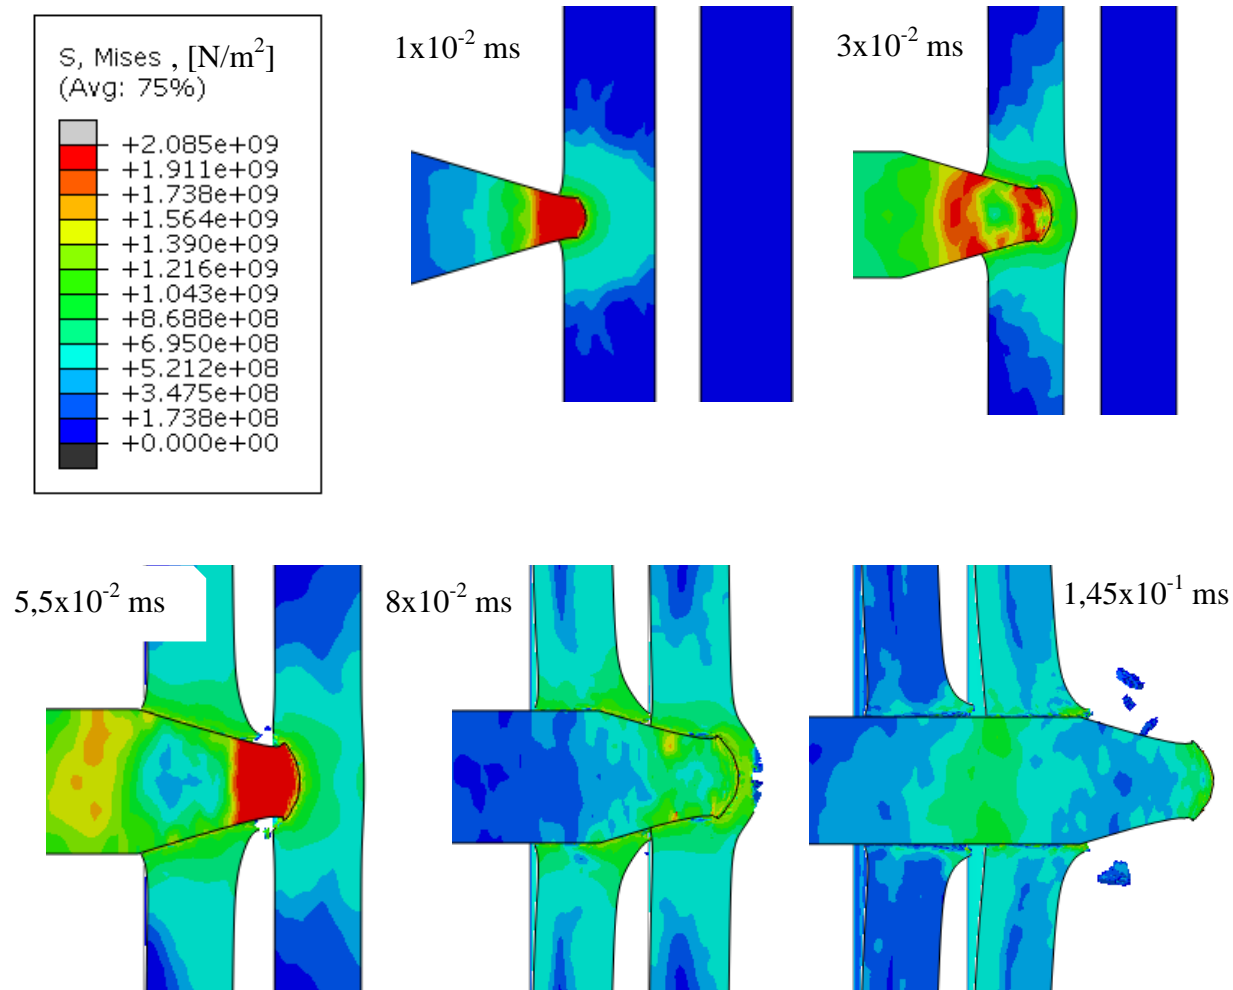 S, Mises , [N/m²]
(Avg: 75%)
+2.085e+09
+1.911e+09
+1.738e+09
+1.564e+09
+1.390e+09
+1.216e+09
+1.043e+09
+8.688e+08
+6.950e+08
+5.212e+08
+3.475e+08
+1.738e+08
+0.000e+00
1x10⁻² ms
3x10⁻² ms
5,5x10⁻² ms
8x10⁻² ms
1,45x10⁻¹ ms